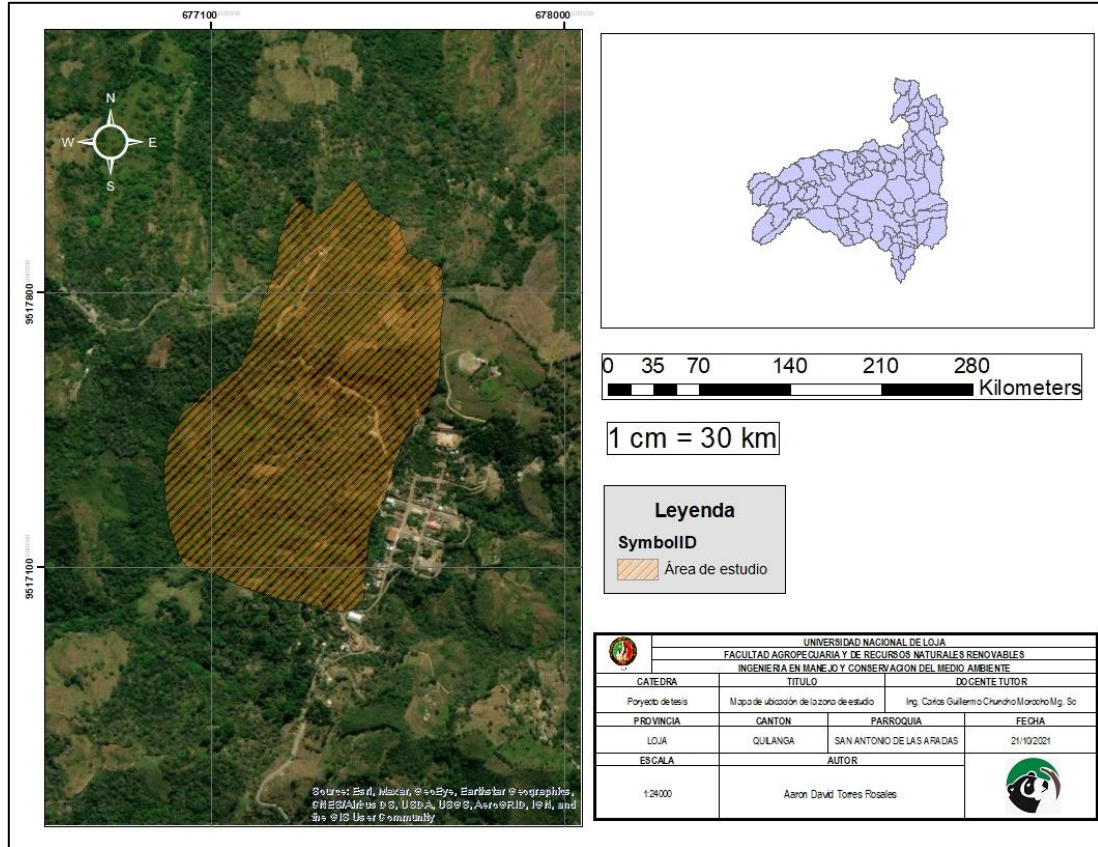 677100
678000
N
W E
S
9517800
9517100
Source: Esri, Maxar, GeoEye, Earthstar Geographics,
CNES/Airbus DS, USDA, USGS, AeroGRID, IGN, and
the GIS User Community
0 35 70 140 210 280
Kilometers
1 cm = 30 km
Leyenda
SymbolID
Área de estudio
UNIVERSIDAD NACIONAL DE LOJA
FACULTAD AGROPECUARIA Y DE RECURSOS NATURALES RENOVABLES
INGENIERIA EN MANEJO Y CONSERVACION DEL MEDIO AMBIENTE
CATEDRA TITULO DOCENTE TUTOR
Poryecto de tesis Mapa de ubicación de la zona de estudio Ing. Carlos Guillermo Chuncho Morocho Mg. Sc
PROVINCIA CANTON PARROQUIA FECHA
LOJA QUILANGA SAN ANTONIO DE LAS ARADAS 21/10/2021
ESCALA AUTOR
1:24000 Aaron David Torres Rosales